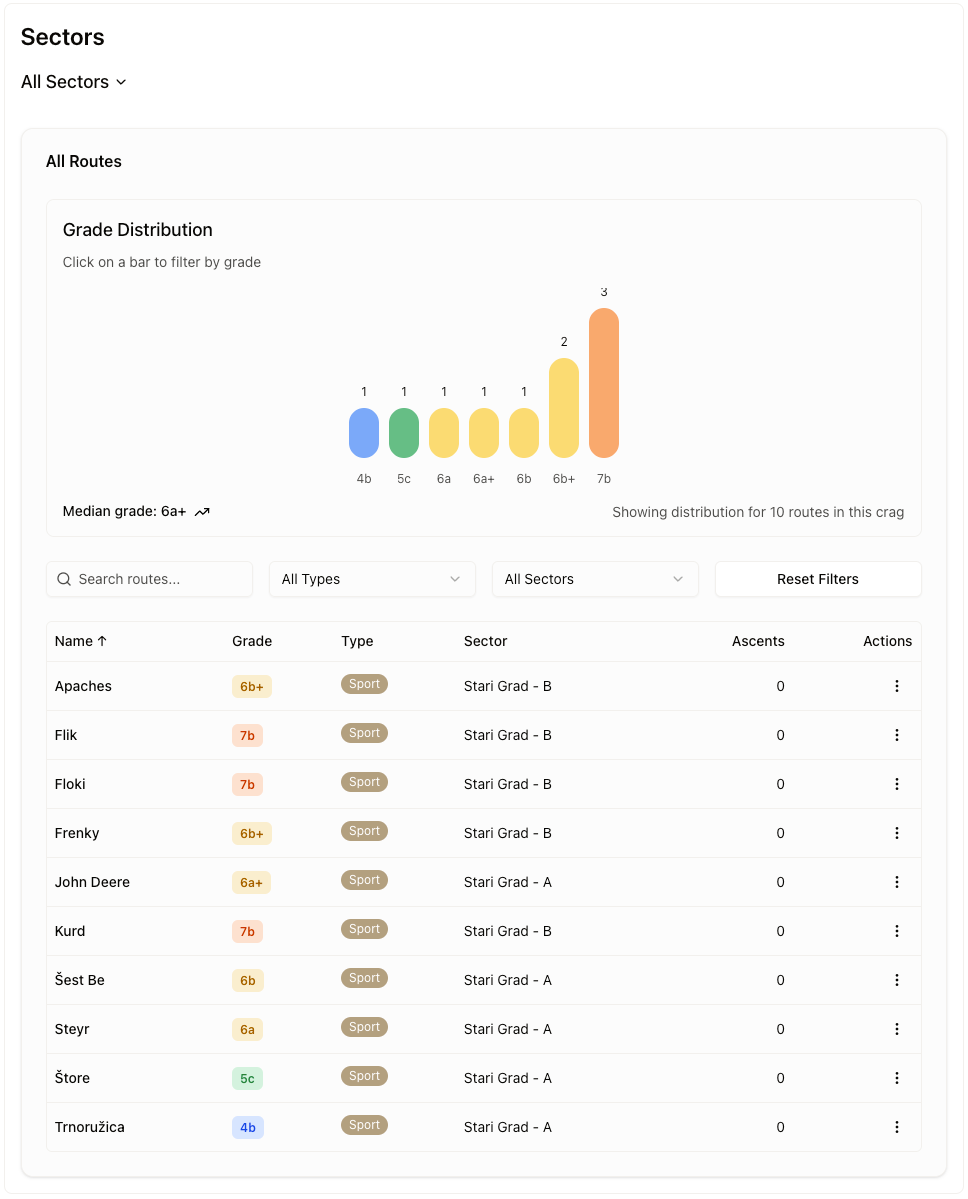 Sectors
All Sectors
All Routes
Grade Distribution
Click on a bar to filter by grade
3
2
1 1 1 1 1
4b 5c 6a 6a+ 6b 6b+ 7b
Median grade: 6a+ Showing distribution for 10 routes in this crag
Search routes... All Types All Sectors Reset Filters
Name ↑ Grade Type Sector Ascents Actions
Apaches 6b+ Sport Stari Grad - B 0
Flik 7b Sport Stari Grad - B 0
Floki 7b Sport Stari Grad - B 0
Frenky 6b+ Sport Stari Grad - B 0
John Deere 6a+ Sport Stari Grad - A 0
Kurd 7b Sport Stari Grad - B 0
Šest Be 6b Sport Stari Grad - A 0
Steyr 6a Sport Stari Grad - A 0
Štore 5c Sport Stari Grad - A 0
Trnoružica 4b Sport Stari Grad - A 0